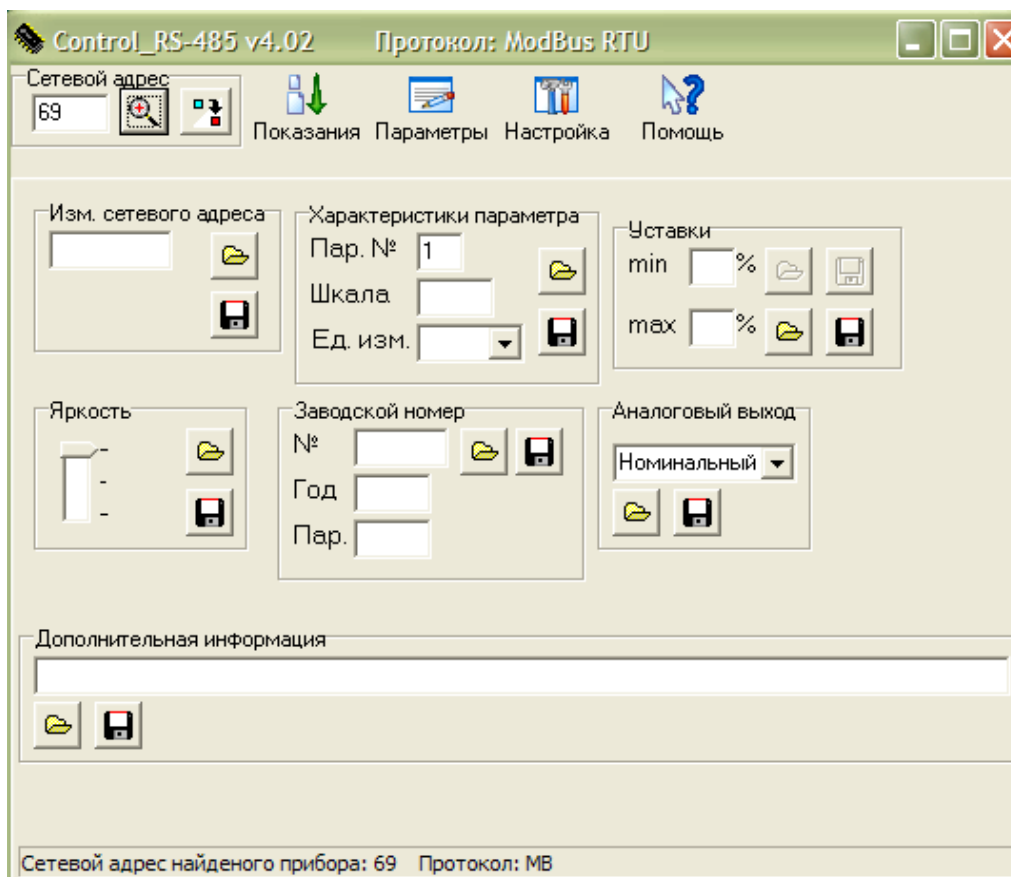 Control_RS-485 v4.02 Протокол: ModBus RTU
Сетевой адрес
69
Показания Параметры Настройка Помощь
Изм. сетевого адреса
Характеристики параметра
Пар. № 1
Шкала
Ед. изм.
Уставки
min %
max %
Яркость
Заводской номер
№
Год
Пар.
Аналоговый выход
Номинальный
Дополнительная информация
Сетевой адрес найденого прибора: 69 Протокол: MB